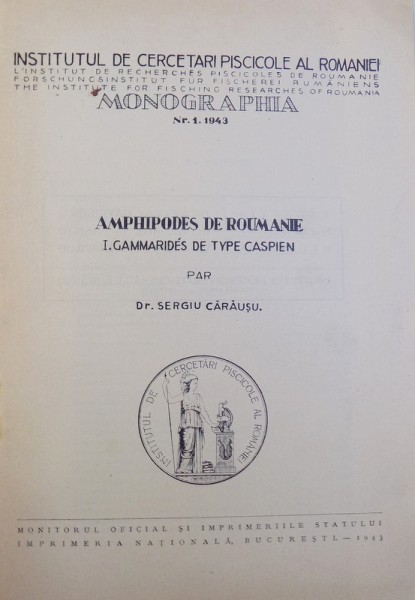 INSTITUTUL DE CERCETARI PISCICOLE AL ROMANIEI
L'INSTITUT DE RECHERCHES PISCICOLES DE ROUMANIE
FORSCHUNGSINSTITUT FÜR FISCHEREI RUMÄNIENS
THE INSTITUTE FOR FISCHING RESEARCHES OF ROUMANIA
MONOGRAPHIA
Nr. 1. 1943
AMPHIPODES DE ROUMANIE
I. GAMMARIDÉS DE TYPE CASPIEN
PAR
Dr. SERGIU CĂRĂUȘU.
INSTITUTUL DE CERCETĂRI PISCICOLE AL ROMÂNIEI
MONITORUL OFICIAL ȘI IMPRIMERIILE STATULUI
IMPRIMERIA NAȚIONALĂ, BUCUREȘTI. — 1943